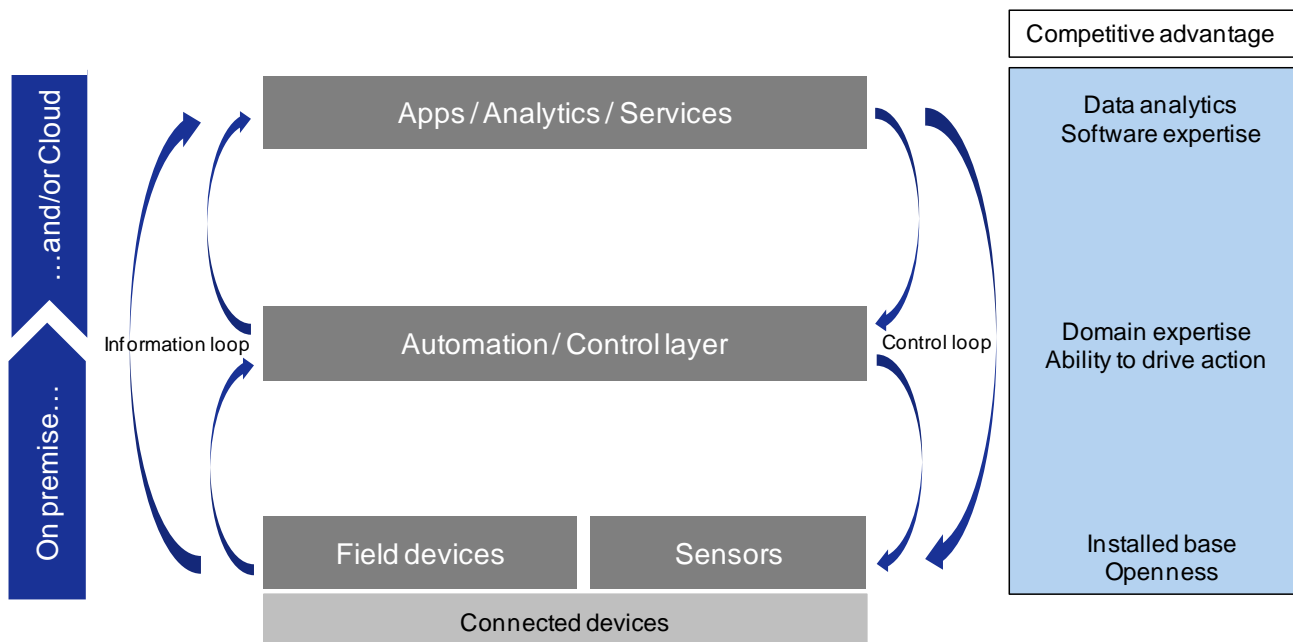 Competitive advantage
…and/or Cloud
On premise…
Apps / Analytics / Services
Data analytics
Software expertise
Information loop
Automation / Control layer
Control loop
Domain expertise
Ability to drive action
Field devices
Sensors
Installed base
Openness
Connected devices